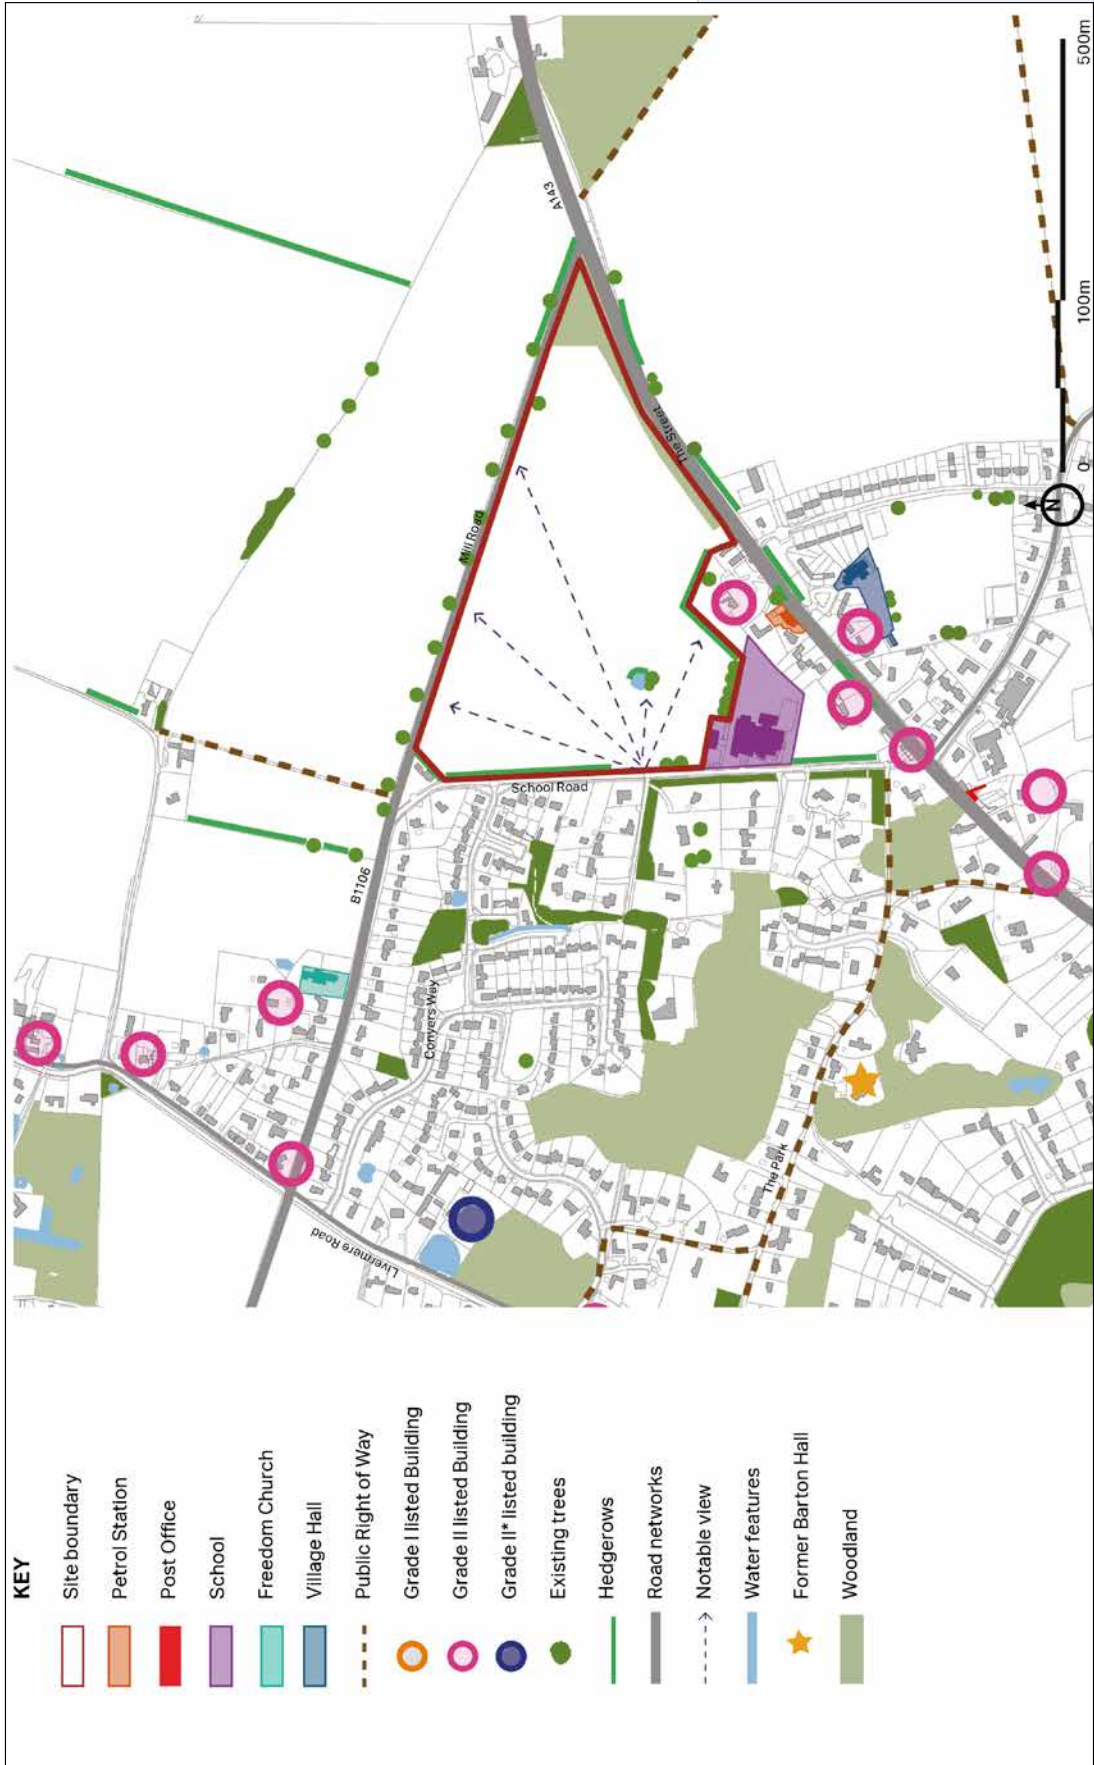 KEY
Site boundary
Petrol Station
Post Office
School
Freedom Church
Village Hall
Public Right of Way
Grade I listed Building
Grade II listed Building
Grade II* listed building
Existing trees
Hedgerows
Road networks
Notable view
Water features
Former Barton Hall
Woodland
Livermere Road
B1106
Conyers Way
The Park
School Road
Mill Road
The Street
A143
N
0
100m
500m